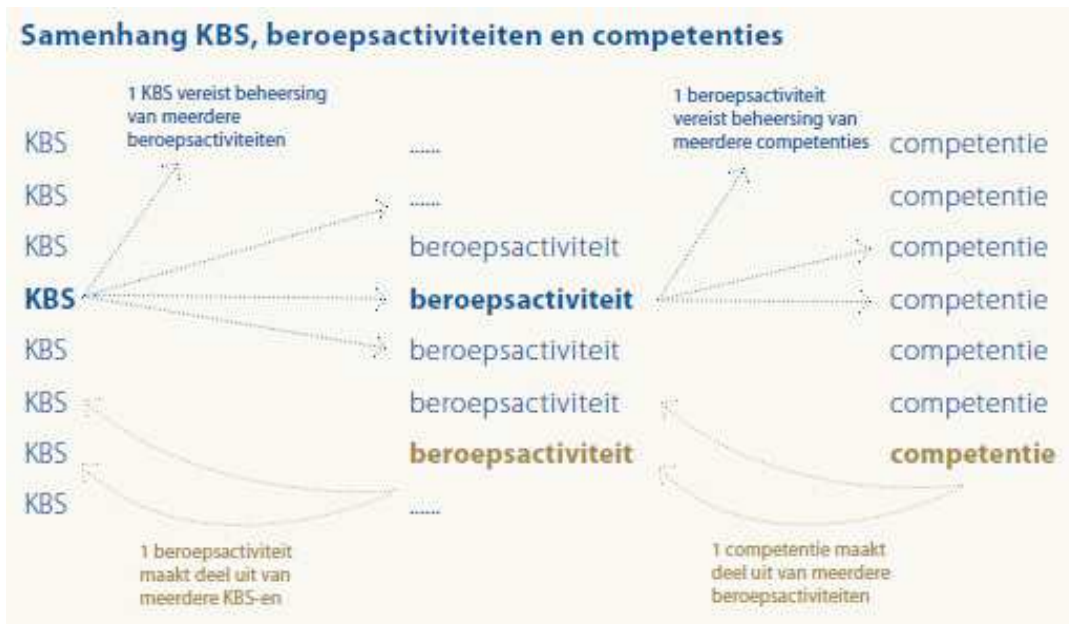 Samenhang KBS, beroepsactiviteiten en competenties
1 KBS vereist beheersing
van meerdere
beroepsactiviteiten
1 beroepsactiviteit
vereist beheersing van
meerdere competenties
KBS ...... competentie
KBS ...... competentie
KBS beroepsactiviteit competentie
KBS beroepsactiviteit competentie
KBS beroepsactiviteit competentie
KBS beroepsactiviteit competentie
KBS beroepsactiviteit competentie
KBS ......
1 beroepsactiviteit
maakt deel uit van
meerdere KBS-en
1 competentie maakt
deel uit van meerdere
beroepsactiviteiten